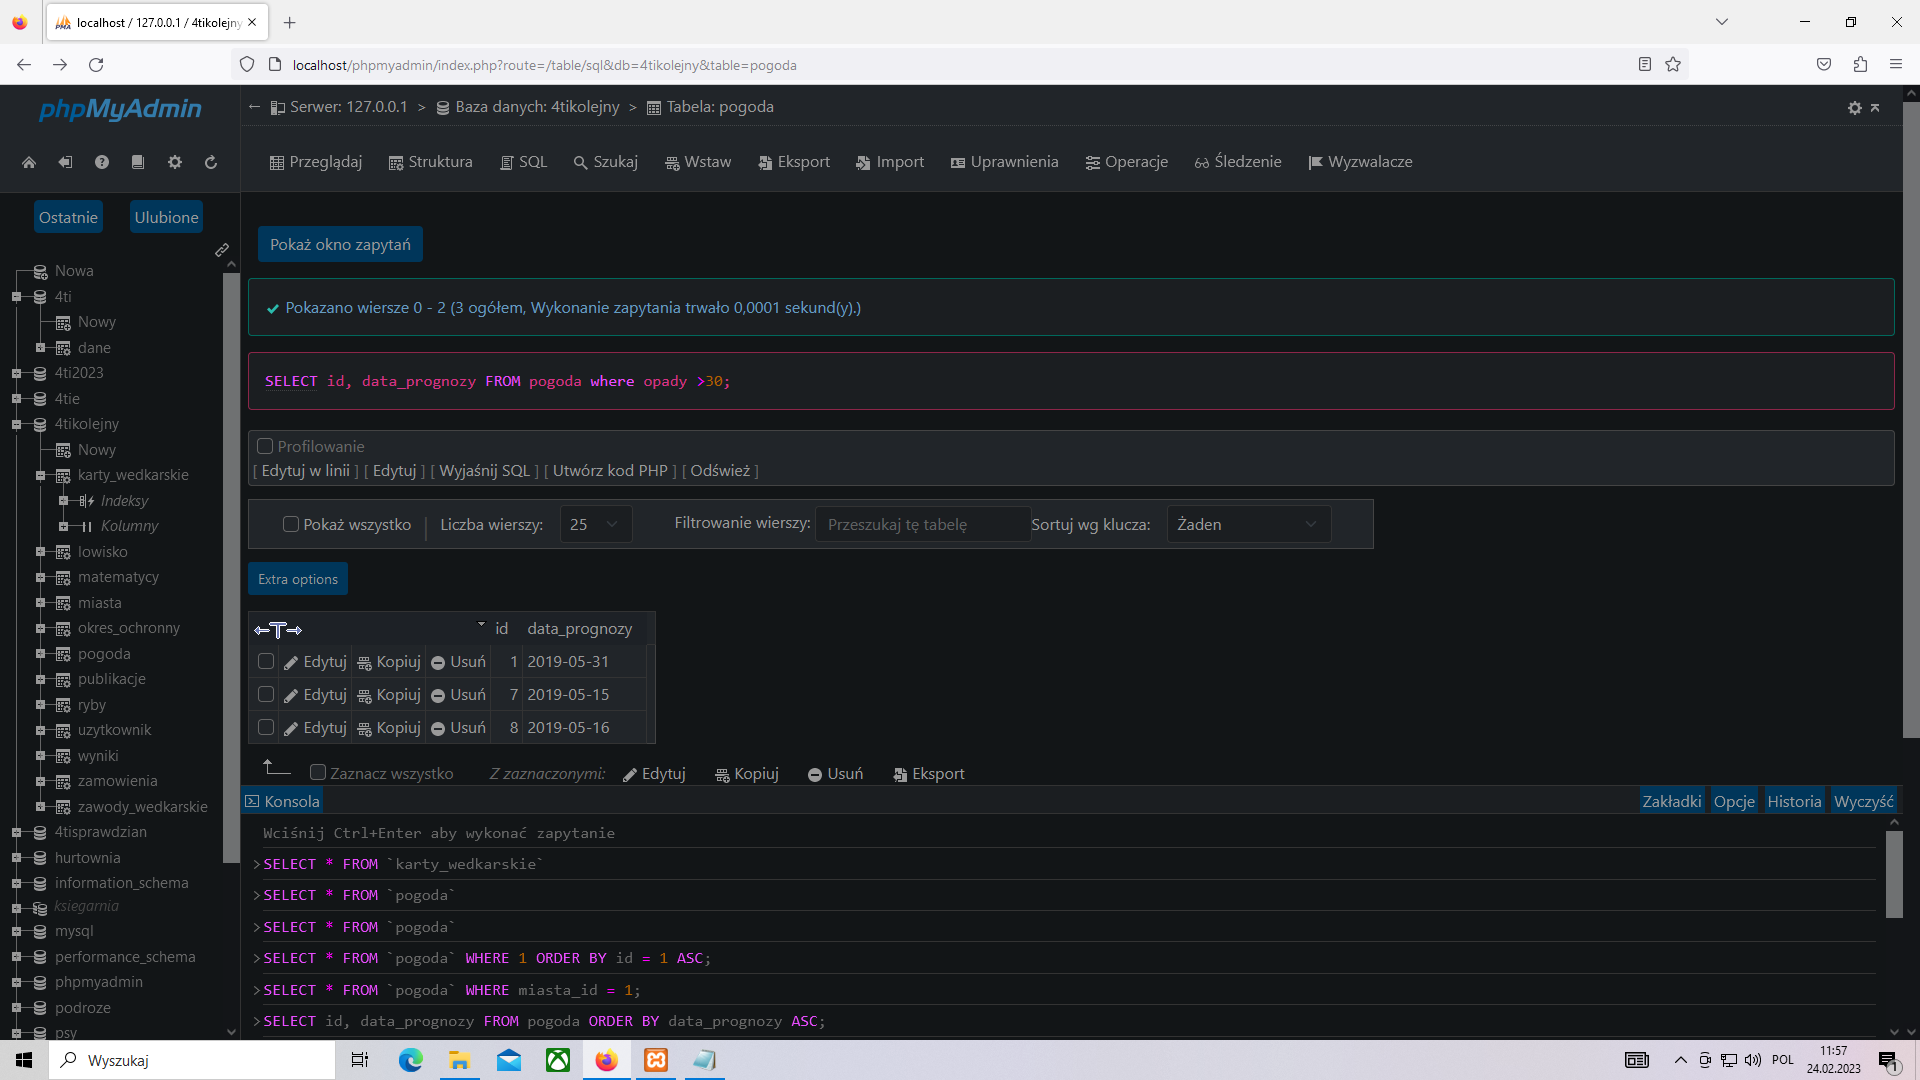 localhost / 127.0.0.1 / 4tikolejny
localhost/phpmyadmin/index.php?route=/table/sql&db=4tikolejny&table=pogoda
phpMyAdmin
Ostatnie Ulubione
Nowa
4ti
Nowy
dane
4ti2023
4tie
4tikolejny
Nowy
karty_wedkarskie
Indeksy
Kolumny
lowisko
matematycy
miasta
okres_ochronny
pogoda
publikacje
ryby
uzytkownik
wyniki
zamowienia
zawody_wedkarskie
4tisprawdzian
hurtownia
information_schema
ksiegarnia
mysql
performance_schema
phpmyadmin
podroze
psy
← Serwer: 127.0.0.1 > Baza danych: 4tikolejny > Tabela: pogoda
Przeglądaj Struktura SQL Szukaj Wstaw Eksport Import Uprawnienia Operacje Śledzenie Wyzwalacze
Pokaż okno zapytań
Pokazano wiersze 0 - 2 (3 ogółem, Wykonanie zapytania trwało 0,0001 sekund(y).)
SELECT id, data_prognozy FROM pogoda where opady >30;
Profilowanie
[ Edytuj w linii ] [ Edytuj ] [ Wyjaśnij SQL ] [ Utwórz kod PHP ] [ Odśwież ]
Pokaż wszystko | Liczba wierszy: 25 Filtrowanie wierszy: Przeszukaj tę tabelę Sortuj wg klucza: Żaden
Extra options
←T→ id data_prognozy
Edytuj Kopiuj Usuń 1 2019-05-31
Edytuj Kopiuj Usuń 7 2019-05-15
Edytuj Kopiuj Usuń 8 2019-05-16
Zaznacz wszystko Z zaznaczonymi: Edytuj Kopiuj Usuń Eksport
Konsola Zakładki Opcje Historia Wyczyść
Wciśnij Ctrl+Enter aby wykonać zapytanie
>SELECT * FROM `karty_wedkarskie`
>SELECT * FROM `pogoda`
>SELECT * FROM `pogoda`
>SELECT * FROM `pogoda` WHERE 1 ORDER BY id = 1 ASC;
>SELECT * FROM `pogoda` WHERE miasta_id = 1;
>SELECT id, data_prognozy FROM pogoda ORDER BY data_prognozy ASC;
Wyszukaj
POL
11:57
24.02.2023
1